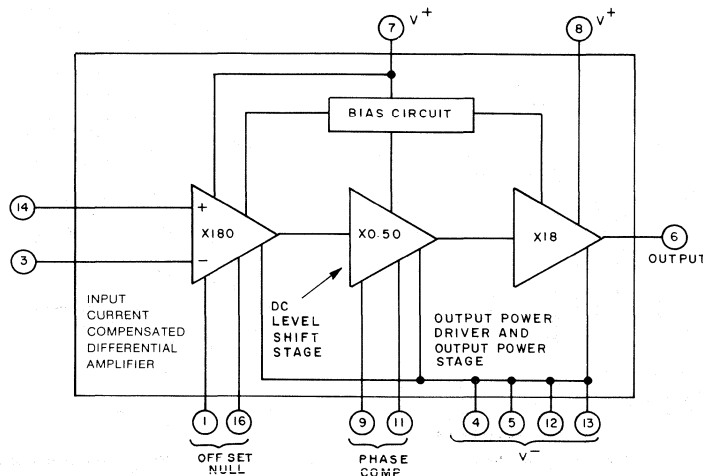 7 V+
8 V+
BIAS CIRCUIT
14
+
3
−
X180
X0.50
X18
6
OUTPUT
INPUT
CURRENT
COMPENSATED
DIFFERENTIAL
AMPLIFIER
DC
LEVEL
SHIFT
STAGE
OUTPUT POWER
DRIVER AND
OUTPUT POWER
STAGE
1 16 9 11 4 5 12 13
OFFSET
NULL
PHASE
COMP
V−